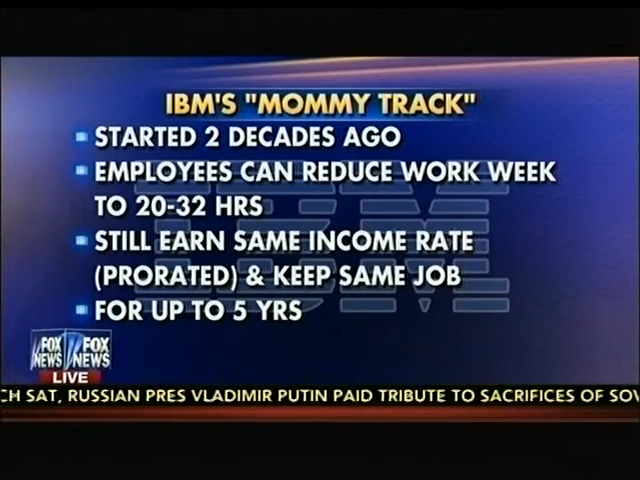 IBM'S "MOMMY TRACK"
STARTED 2 DECADES AGO
EMPLOYEES CAN REDUCE WORK WEEK
TO 20-32 HRS
STILL EARN SAME INCOME RATE
(PRORATED) & KEEP SAME JOB
FOR UP TO 5 YRS
IBM
FOX NEWS FOX NEWS
LIVE
SAT, RUSSIAN PRES VLADIMIR PUTIN PAID TRIBUTE TO SACRIFICES OF